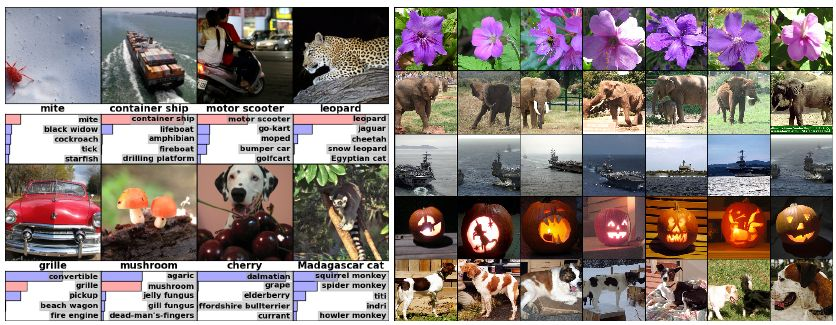 mite
container ship
motor scooter
leopard
mite
black widow
cockroach
tick
starfish
container ship
lifeboat
amphibian
fireboat
drilling platform
motor scooter
go-kart
moped
bumper car
golfcart
leopard
jaguar
cheetah
snow leopard
Egyptian cat
grille
mushroom
cherry
Madagascar cat
convertible
grille
pickup
beach wagon
fire engine
agaric
mushroom
jelly fungus
gill fungus
dead-man's-fingers
dalmatian
grape
elderberry
ffordshire bullterrier
currant
squirrel monkey
spider monkey
titi
indri
howler monkey